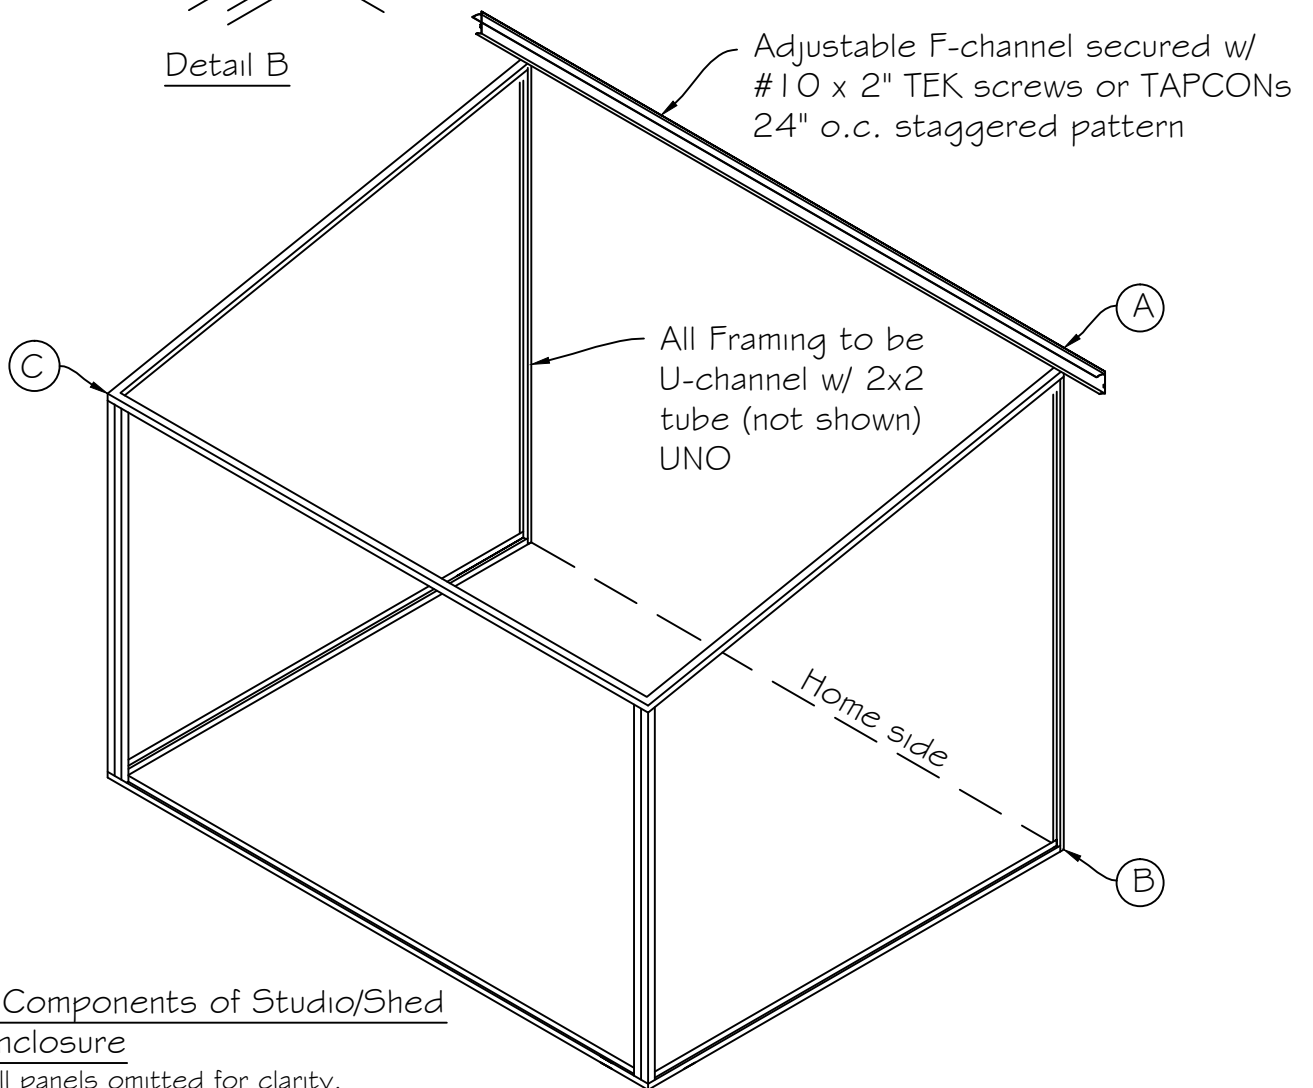 Detail B
Adjustable F-channel secured w/
#10 x 2" TEK screws or TAPCONs
24" o.c. staggered pattern
A
All Framing to be
U-channel w/ 2x2
tube (not shown)
UNO
C
Home side
B
Components of Studio/Shed
nclosure
ll panels omitted for clarity.